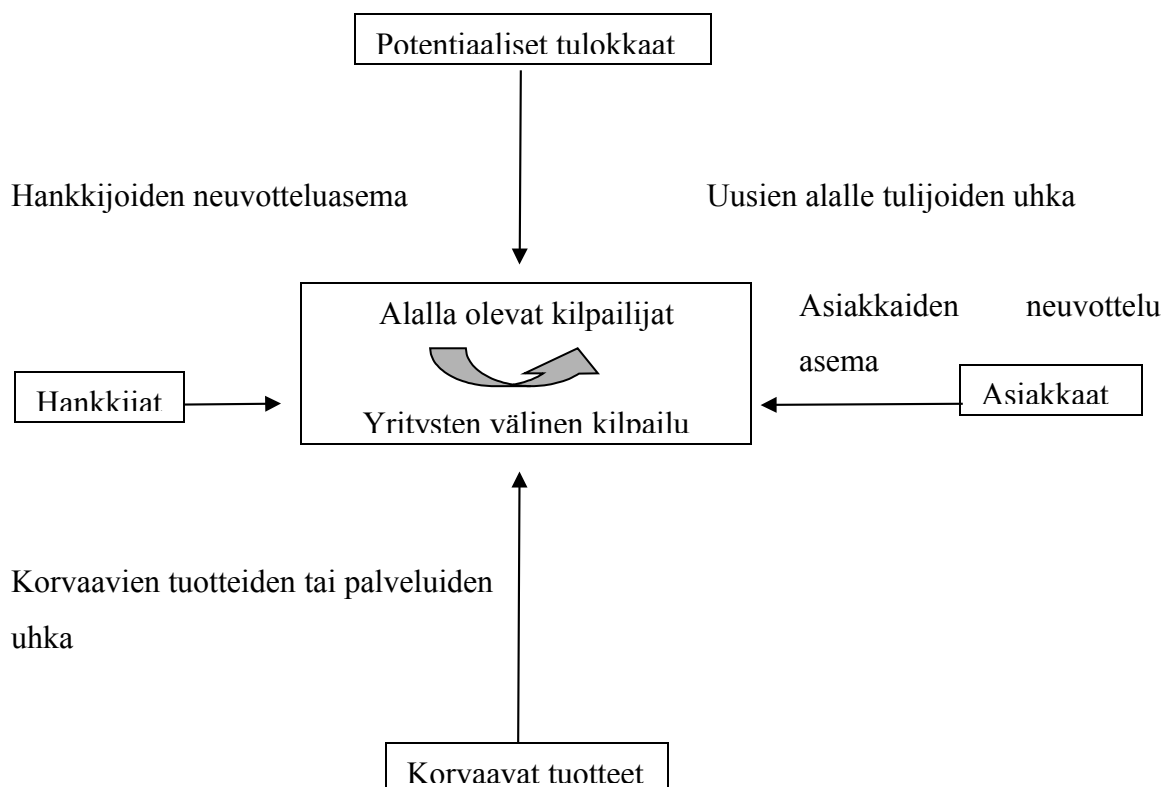 Potentiaaliset tulokkaat
Hankkijoiden neuvotteluasema
Uusien alalle tulijoiden uhka
Alalla olevat kilpailijat
Asiakkaiden neuvottelu
asema
Hankkijat
Asiakkaat
Yritysten välinen kilpailu
Korvaavien tuotteiden tai palveluiden
uhka
Korvaavat tuotteet